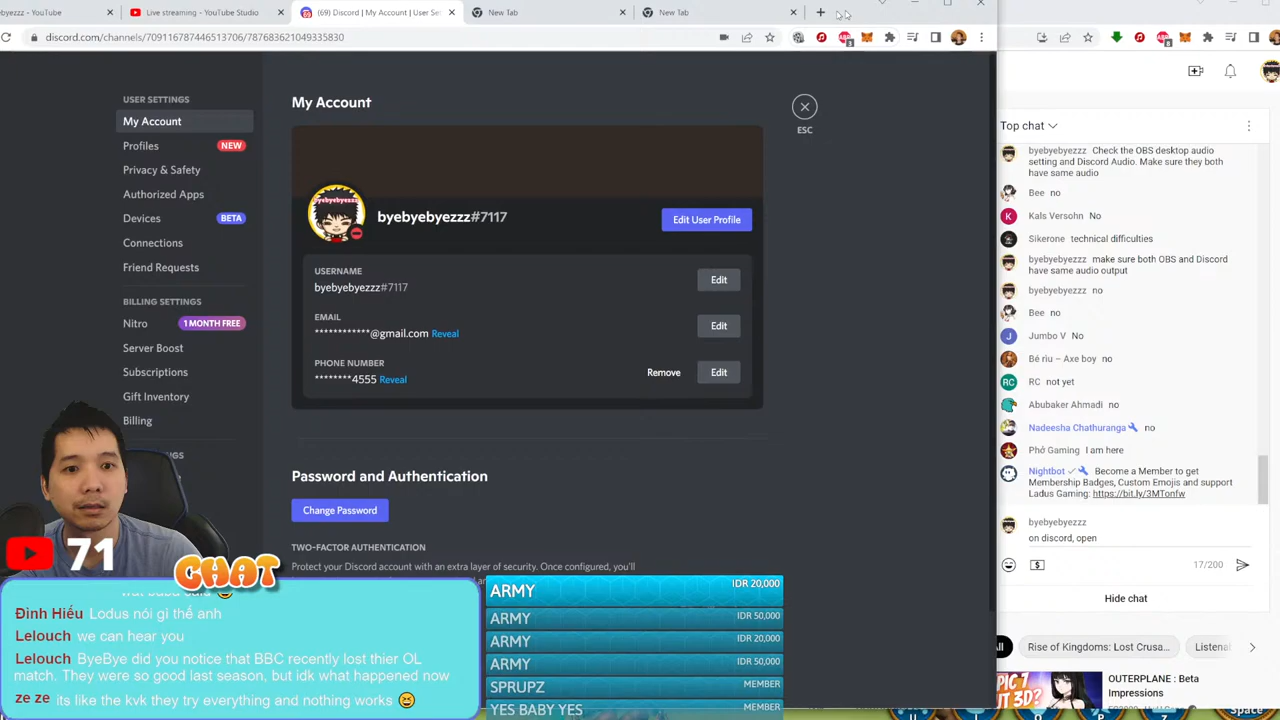 byezzz - YouTube
Live streaming - YouTube Studio
(69) Discord | My Account | User Se
New Tab
New Tab
discord.com/channels/709116787446513706/787683621049335830
USER SETTINGS
My Account
Profiles
NEW
Privacy & Safety
Authorized Apps
Devices
BETA
Connections
Friend Requests
BILLING SETTINGS
Nitro
1 MONTH FREE
Server Boost
Subscriptions
Gift Inventory
Billing
GS
My Account
ESC
byebyebyezzz#7117
Edit User Profile
USERNAME
byebyebyezzz#7117
Edit
EMAIL
************@gmail.com Reveal
Edit
PHONE NUMBER
********4555 Reveal
Remove
Edit
Password and Authentication
Change Password
TWO-FACTOR AUTHENTICATION
Protect your Discord account with an extra layer of security. Once configured, you'll
Top chat
byebyebyezzz Check the OBS desktop audio
setting and Discord Audio. Make sure they both
have same audio
Bee no
Kals Versohn No
Sikerone technical difficulties
byebyebyezzz make sure both OBS and Discord
have same audio output
byebyebyezzz no
Bee no
Jumbo V No
Bé rìu – Axe boy no
RC not yet
Abubaker Ahmadi no
Nadeesha Chathuranga no
Phở Gaming I am here
Nightbot Become a Member to get
Membership Badges, Custom Emojis and support
Ladus Gaming: https://bit.ly/3MTonfw
byebyebyezzz
on discord, open
17/200
Hide chat
All
Rise of Kingdoms: Lost Crusa...
Listena
OUTERPLANE : Beta
Impressions
71
CHAT
Đình Hiếu Lodus nói gì thế anh
Lelouch we can hear you
Lelouch ByeBye did you notice that BBC recently lost thier OL
match. They were so good last season, but idk what happened now
ze ze its like the kvk they try everything and nothing works
ARMY IDR 20,000
ARMY IDR 50,000
ARMY IDR 20,000
ARMY IDR 50,000
SPRUPZ MEMBER
YES BABY YES MEMBER
Space